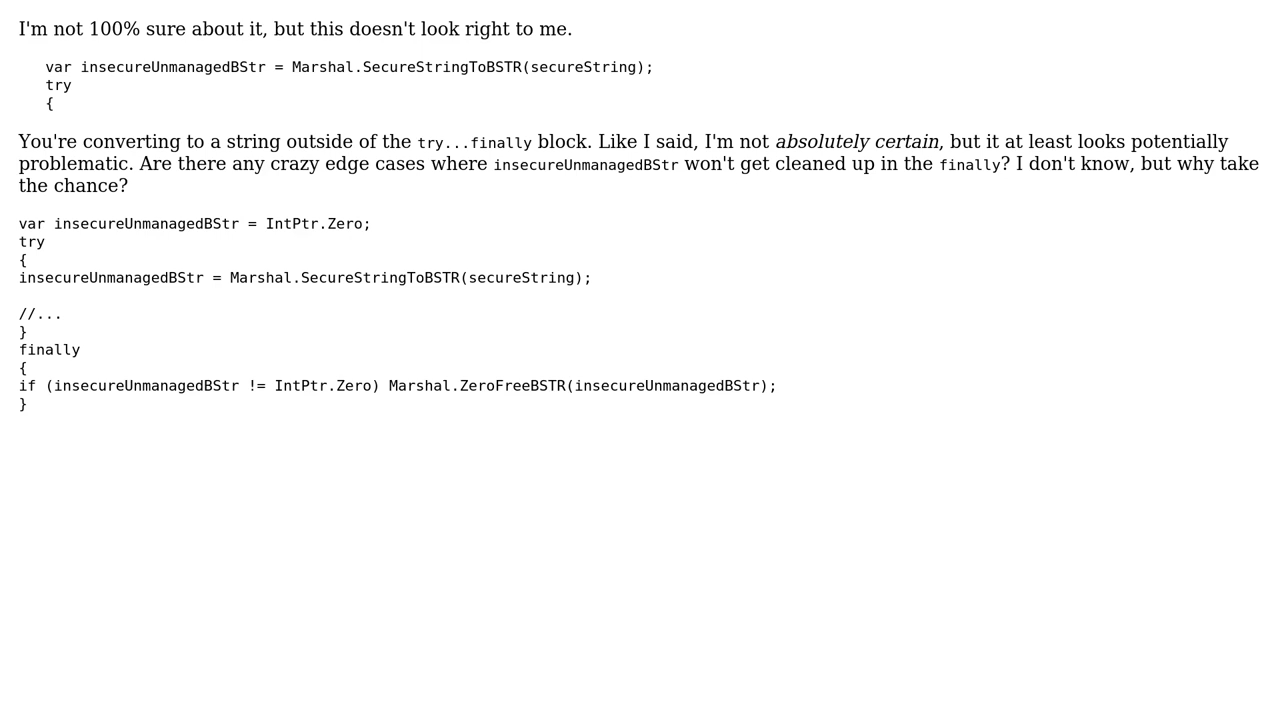 I'm not 100% sure about it, but this doesn't look right to me.
var insecureUnmanagedBStr = Marshal.SecureStringToBSTR(secureString);
try
{
You're converting to a string outside of the try...finally block. Like I said, I'm not absolutely certain, but it at least looks potentially
problematic. Are there any crazy edge cases where insecureUnmanagedBStr won't get cleaned up in the finally? I don't know, but why take
the chance?
var insecureUnmanagedBStr = IntPtr.Zero;
try
{
insecureUnmanagedBStr = Marshal.SecureStringToBSTR(secureString);
//...
}
finally
{
if (insecureUnmanagedBStr != IntPtr.Zero) Marshal.ZeroFreeBSTR(insecureUnmanagedBStr);
}